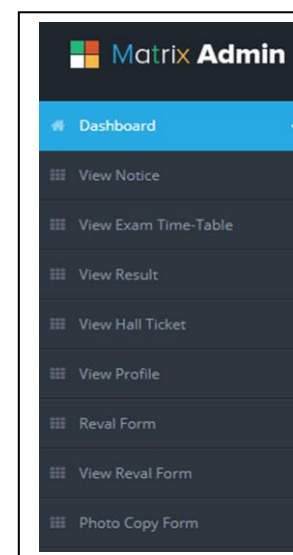 Matrix Admin
Dashboard
View Notice
View Exam Time-Table
View Result
View Hall Ticket
View Profile
Reval Form
View Reval Form
Photo Copy Form